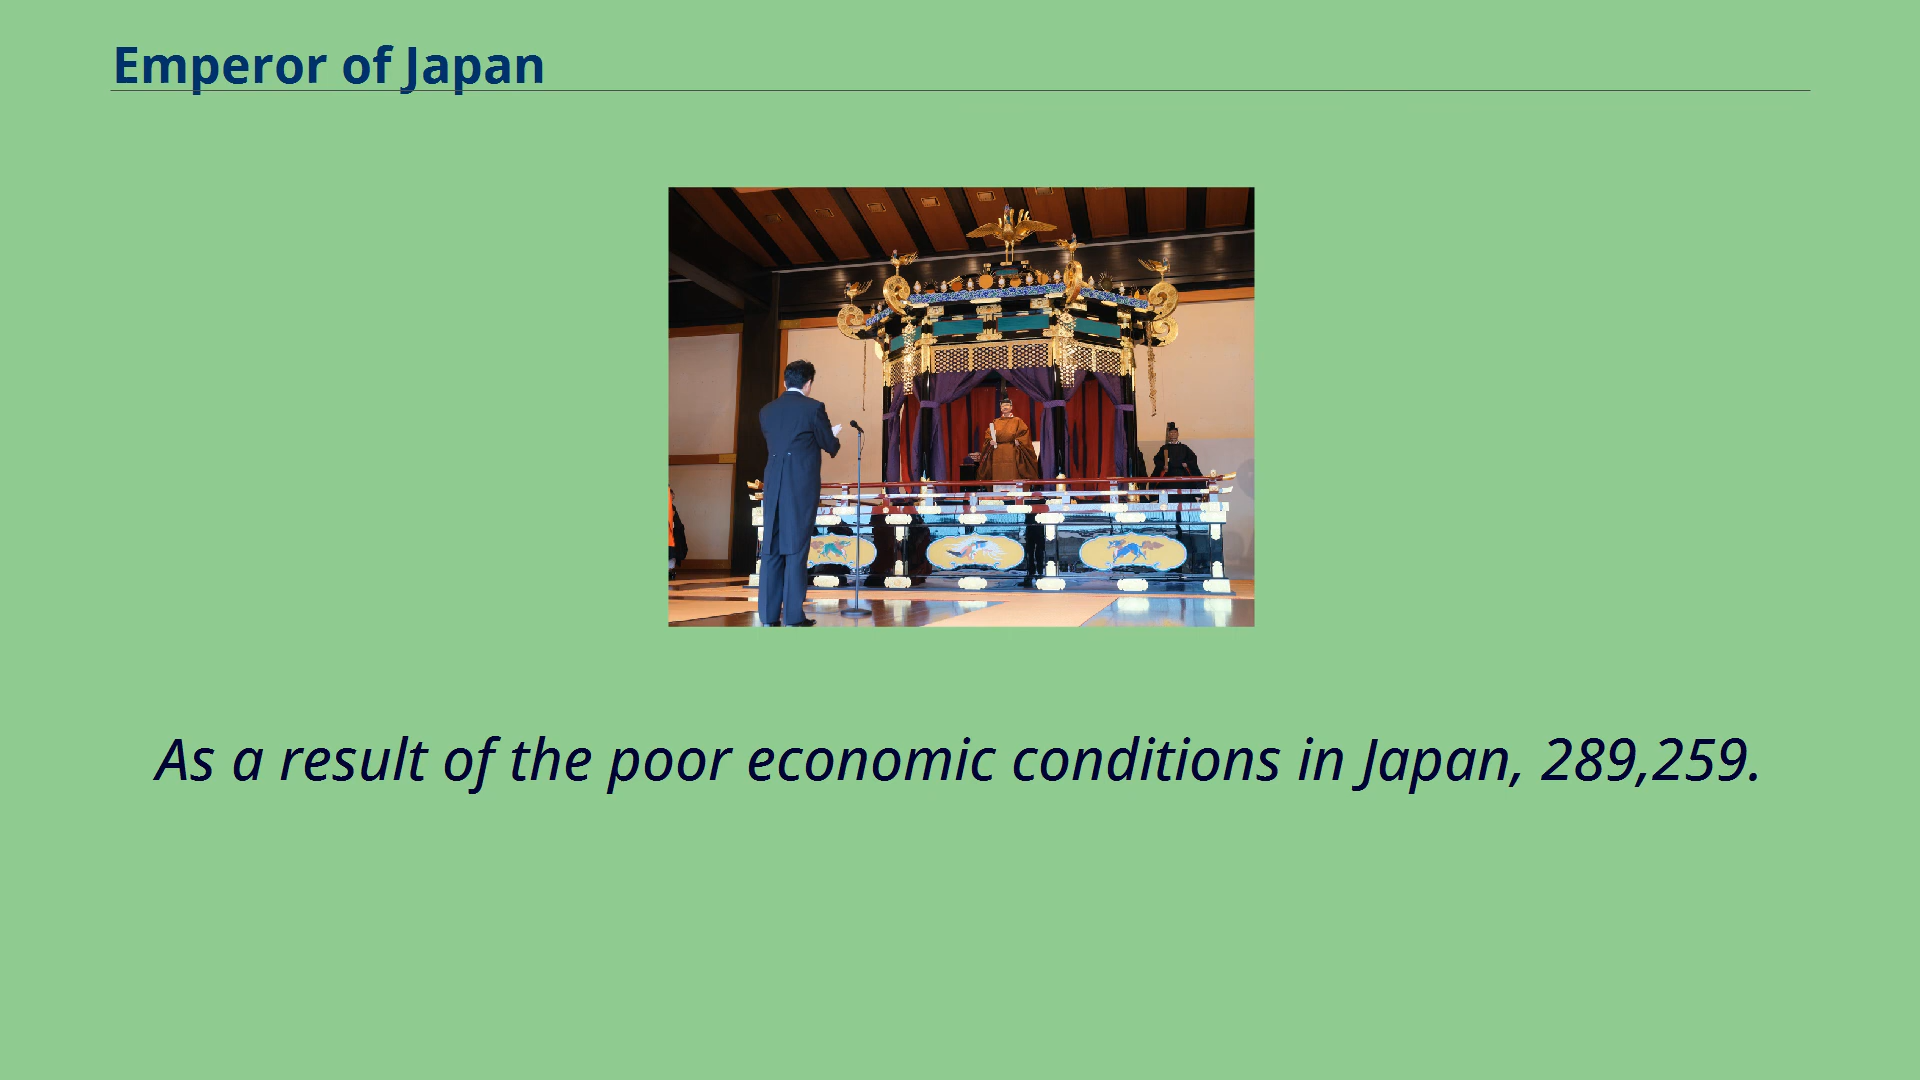 Emperor of Japan
As a result of the poor economic conditions in Japan, 289,259.